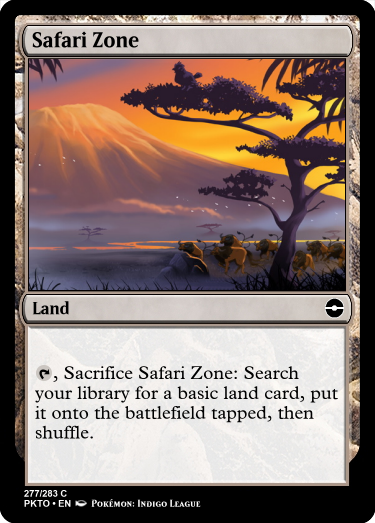 Safari Zone
Land
, Sacrifice Safari Zone: Search
your library for a basic land card, put
it onto the battlefield tapped, then
shuffle.
277/283 C
PKTO • EN Pokémon: Indigo League